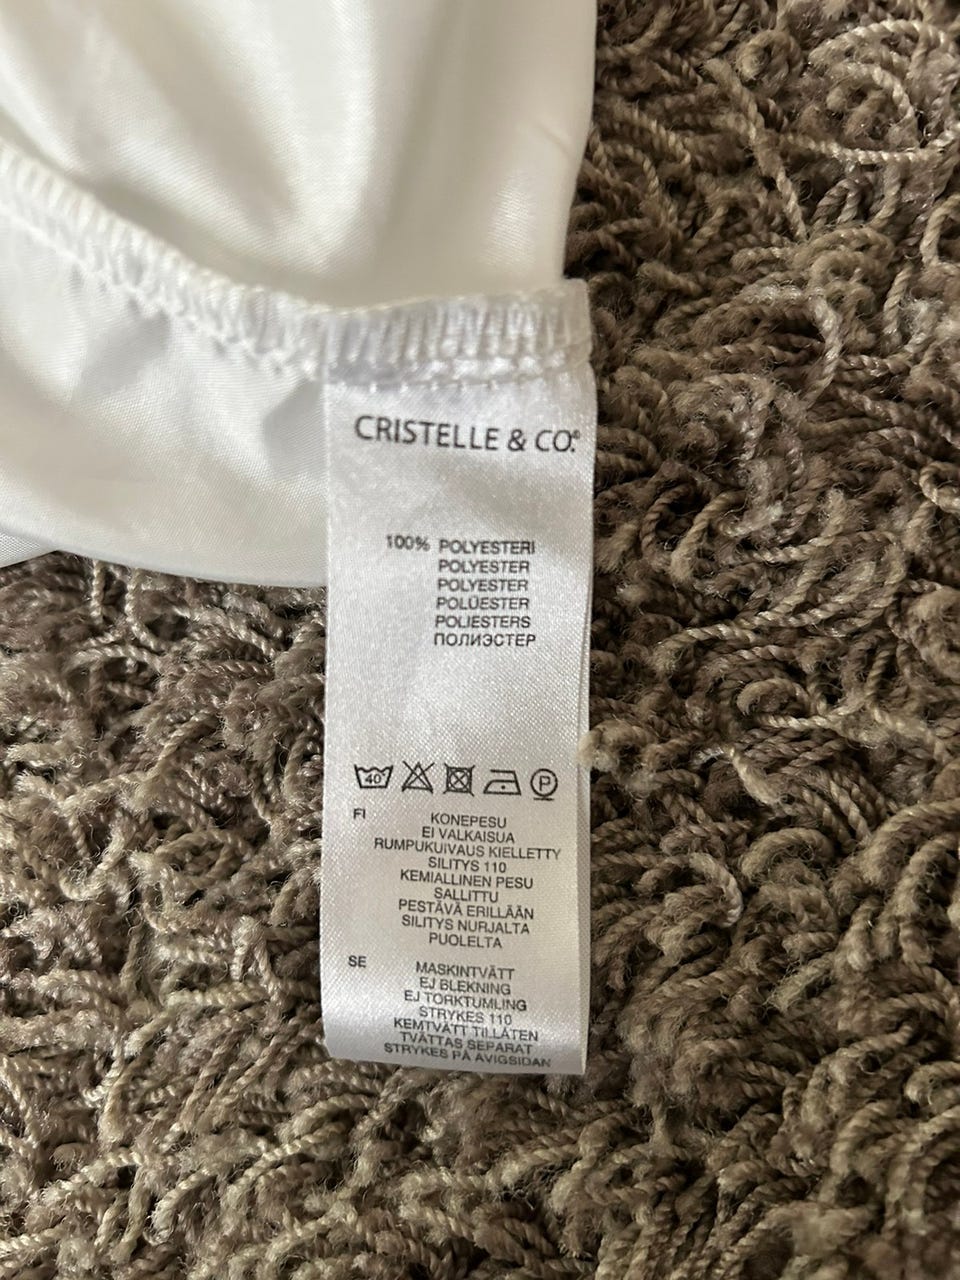 CRISTELLE & CO.®
100% POLYESTERI
POLYESTER
POLYESTER
POLÜESTER
POLIESTERS
ПОЛИЭСТЕР
40 P
FI KONEPESU
EI VALKAISUA
RUMPUKUIVAUS KIELLETTY
SILITYS 110
KEMIALLINEN PESU
SALLITTU
PESTÄVÄ ERILLÄÄN
SILITYS NURJALTA
PUOLELTA
SE MASKINTVÄTT
EJ BLEKNING
EJ TORKTUMLING
STRYKES 110
KEMTVÄTT TILLÅTEN
TVÄTTAS SEPARAT
STRYKES PÅ AVIGSIDAN